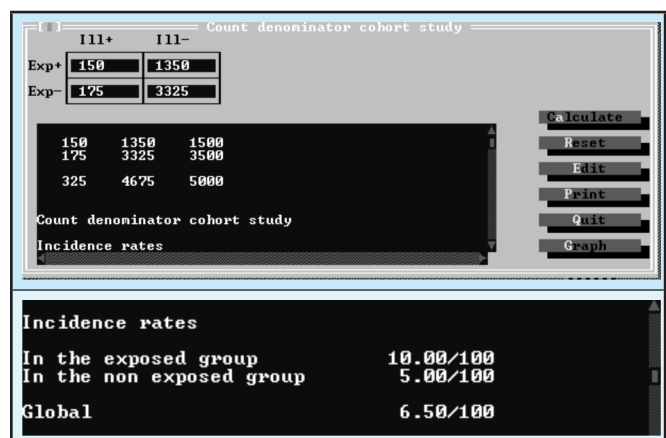 Count denominator cohort study
Ill+ Ill-
Exp+ 150 1350
Exp- 175 3325
Calculate
Reset
Edit
Print
Quit
Graph
150 1350 1500
175 3325 3500
325 4675 5000
Count denominator cohort study
Incidence rates
Incidence rates
In the exposed group 10.00/100
In the non exposed group 5.00/100
Global 6.50/100